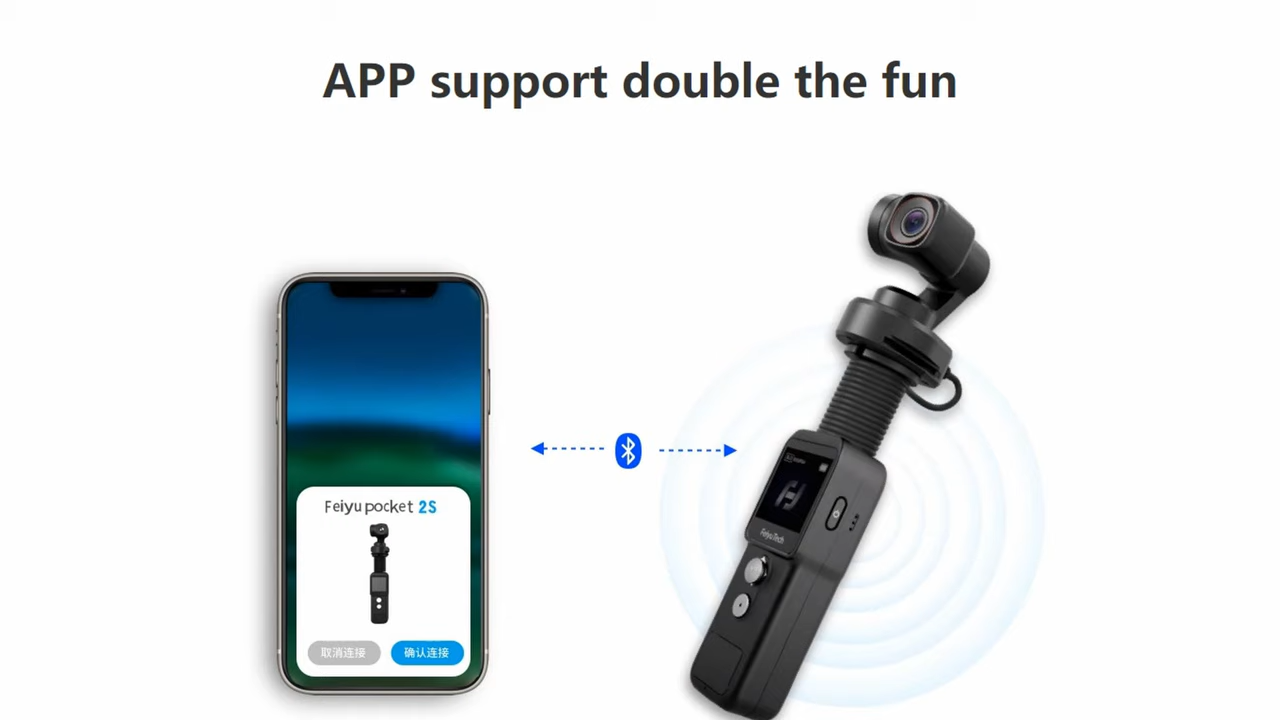 APP support double the fun
Feiyu pocket 2S
取消连接
确认连接
FeiyuTech